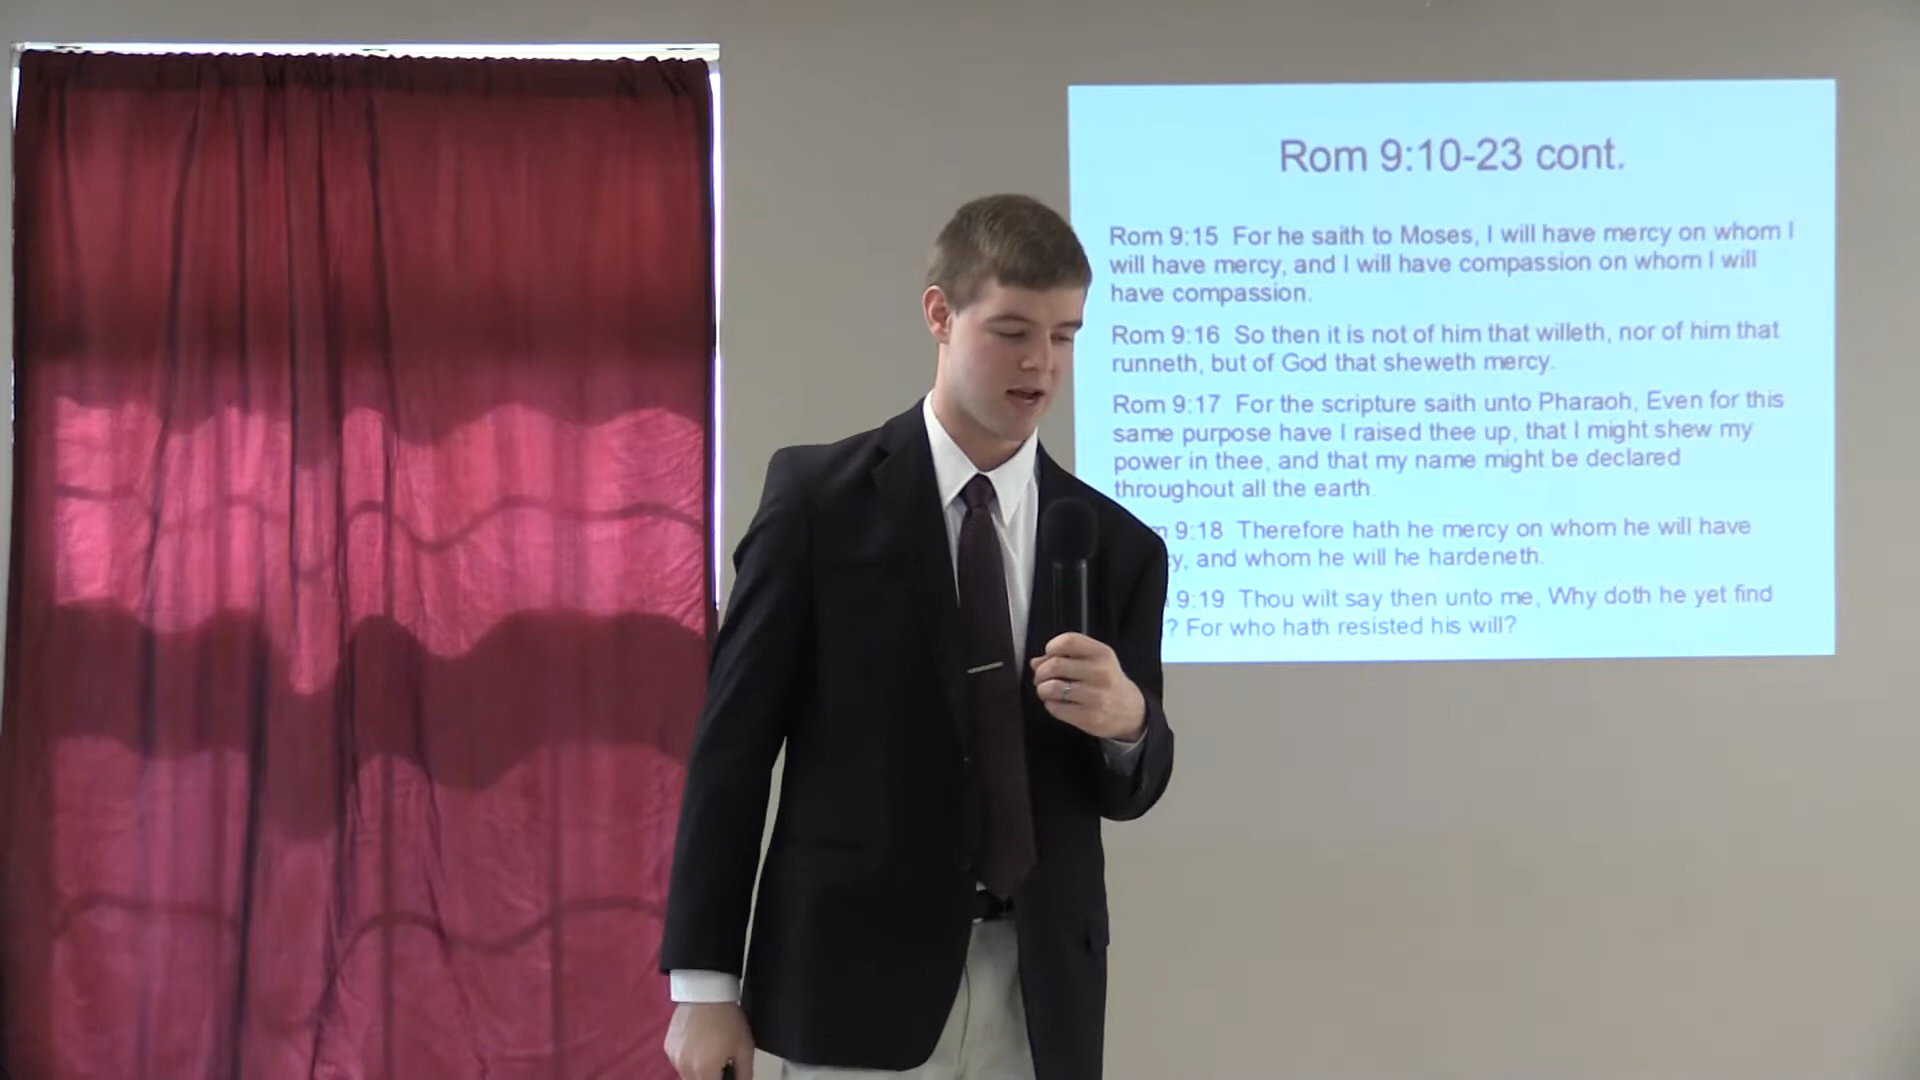 Rom 9:10-23 cont.
Rom 9:15 For he saith to Moses, I will have mercy on whom I
will have mercy, and I will have compassion on whom I will
have compassion.
Rom 9:16 So then it is not of him that willeth, nor of him that
runneth, but of God that sheweth mercy.
Rom 9:17 For the scripture saith unto Pharaoh, Even for this
same purpose have I raised thee up, that I might shew my
power in thee, and that my name might be declared
throughout all the earth.
9:18 Therefore hath he mercy on whom he will have
and whom he will he hardeneth.
9:19 Thou wilt say then unto me, Why doth he yet find
? For who hath resisted his will?